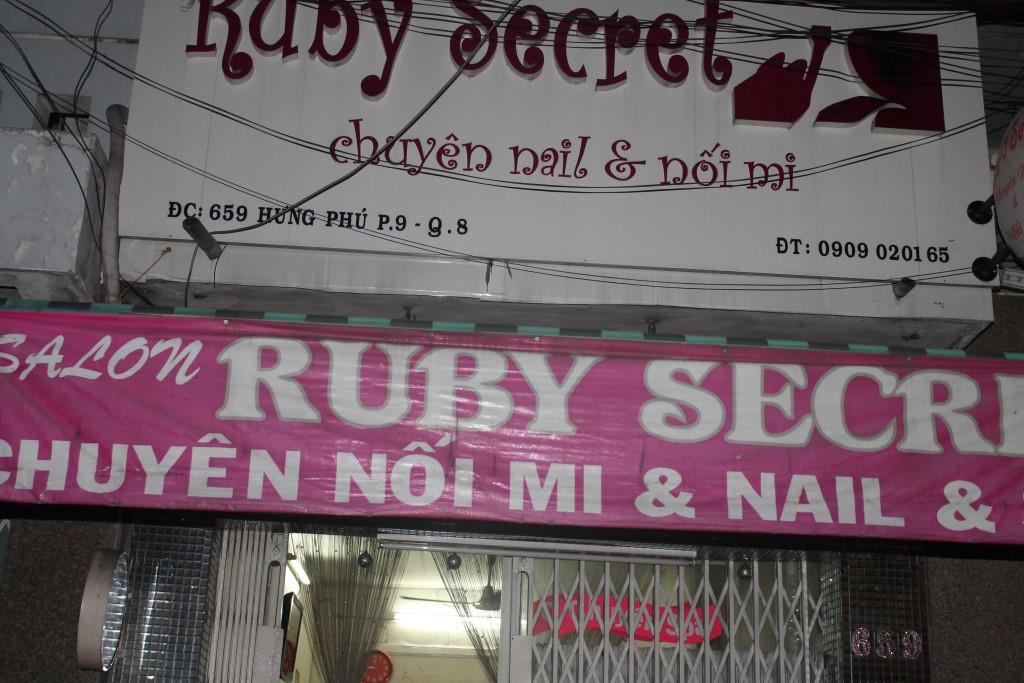 Ruby Secret
chuyên nail & nối mi
ĐC: 659 HƯNG PHÚ P.9 - Q.8
ĐT: 0909 020165
SALON RUBY SECRE
CHUYÊN NỐI MI & NAIL &
659